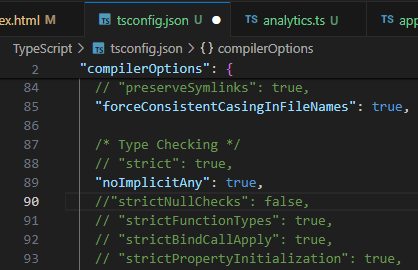 ex.html M
TS tsconfig.json U
TS analytics.ts U
TS app
TypeScript > tsconfig.json > {} compilerOptions
2 "compilerOptions": {
84 // "preserveSymlinks": true,
85 "forceConsistentCasingInFileNames": true,
86
87 /* Type Checking */
88 // "strict": true,
89 "noImplicitAny": true,
90 //"strictNullChecks": false,
91 // "strictFunctionTypes": true,
92 // "strictBindCallApply": true,
93 // "strictPropertyInitialization": true,